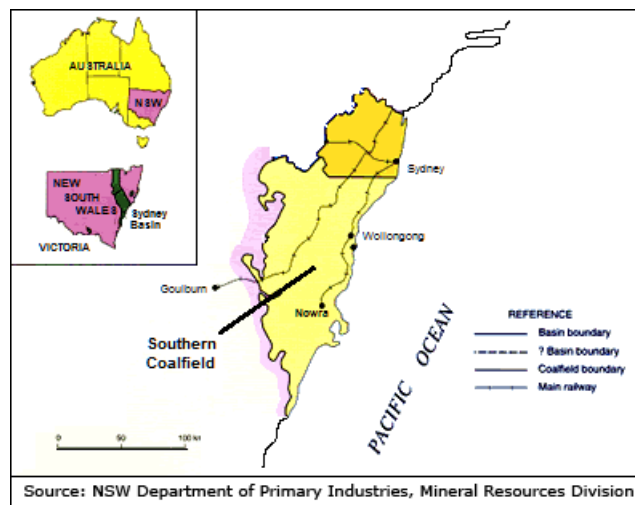 AUSTRALIA
NSW
NEW
SOUTH
WALES
Sydney
Basin
VICTORIA
Sydney
Wollongong
Goulburn
Nowra
Southern
Coalfield
PACIFIC OCEAN
REFERENCE
Basin boundary
? Basin boundary
Coalfield boundary
Main railway
0 50 100 km
Source: NSW Department of Primary Industries, Mineral Resources Division